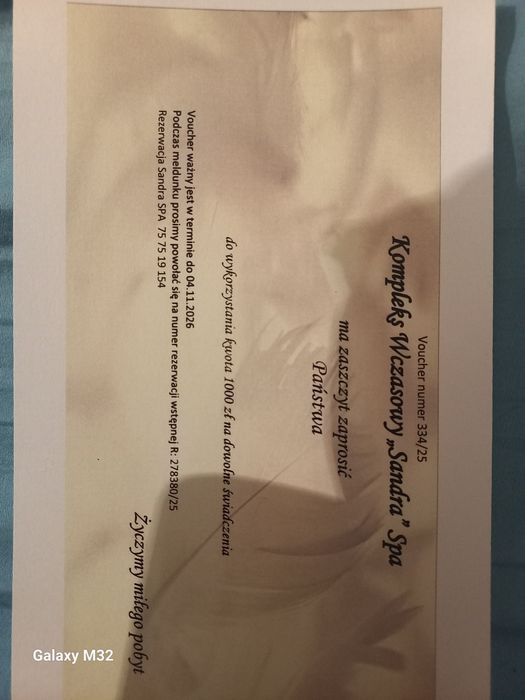 Voucher numer 334/25
Kompleks Wczasowy „Sandra” Spa
ma zaszczyt zaprosić
Państwa
do wykorzystania kwota 1000 zł na dowolne świadczenia
Voucher ważny jest w terminie do 04.11.2026
Podczas meldunku prosimy powołać się na numer rezerwacji wstępnej R: 278380/25
Rezerwacja Sandra SPA 75 75 19 154
Życzymy miłego pobyt
Galaxy M32